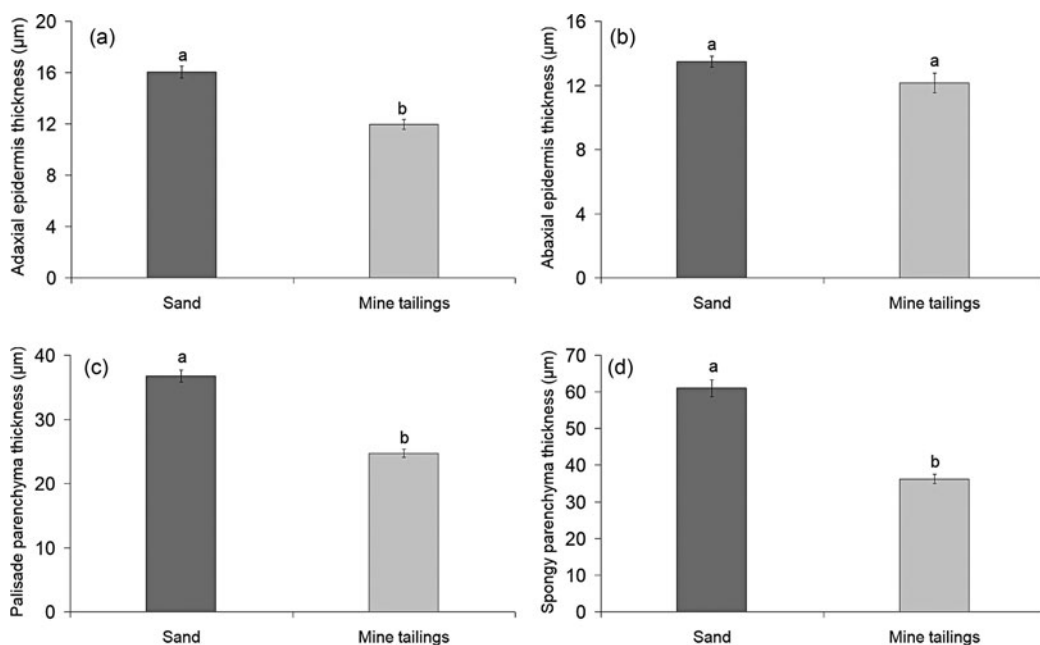 (a)
Adaxial epidermis thickness (µm)
20
16
12
8
4
0
a
b
Sand
Mine tailings
(b)
Abaxial epidermis thickness (µm)
16
12
8
4
0
a
a
Sand
Mine tailings
(c)
Palisade parenchyma thickness (µm)
40
30
20
10
0
a
b
Sand
Mine tailings
(d)
Spongy parenchyma thickness (µm)
70
60
50
40
30
20
10
0
a
b
Sand
Mine tailings